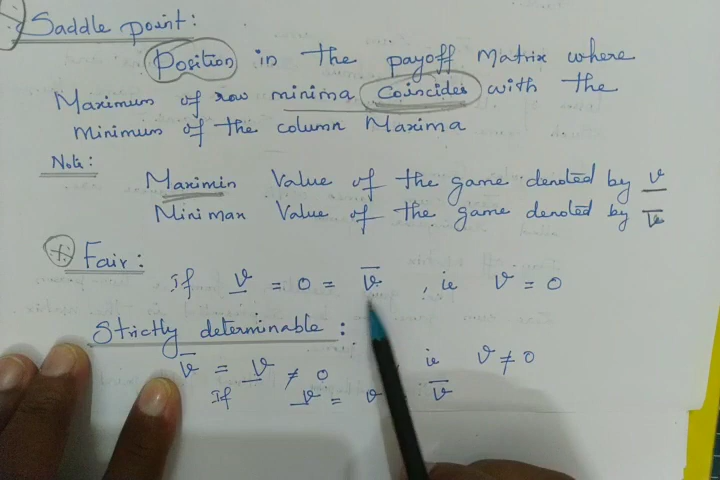 Saddle point:
Position in the payoff Matrix where
Maximum of row minima Coincides with the
Minimum of the column Maxima
Note:
Maximin Value of the game denoted by v̲
Minimax Value of the game denoted by v̅
Fair:
If v̲ = 0 = v̅ , ie v = 0
Strictly determinable:
v̅ = v̲ ≠ 0 ie v ≠ 0
If v̲ = v v̅